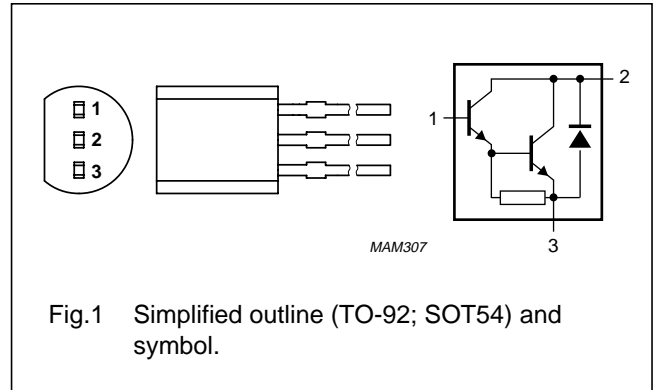 1
2
3
1
2
3
MAM307
Fig.1 Simplified outline (TO-92; SOT54) and
symbol.